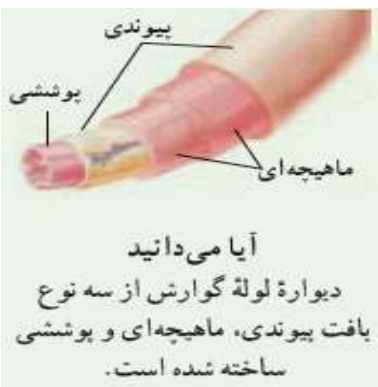 پیوندی
پوششی
ماهیچه‌ای
آیا می‌دانید
دیوارهٔ لولهٔ گوارش از سه نوع
بافت پیوندی، ماهیچه‌ای و پوششی
ساخته شده است.